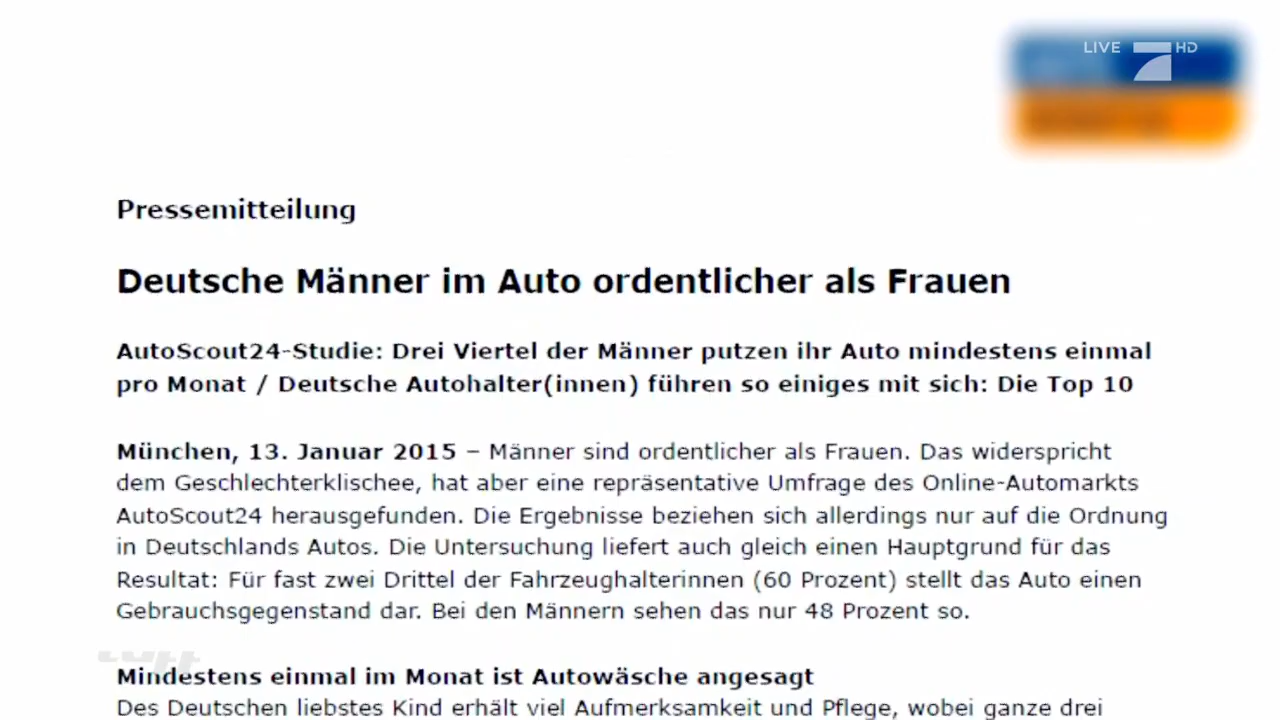 LIVE HD
Pressemitteilung
Deutsche Männer im Auto ordentlicher als Frauen
AutoScout24-Studie: Drei Viertel der Männer putzen ihr Auto mindestens einmal
pro Monat / Deutsche Autohalter(innen) führen so einiges mit sich: Die Top 10
München, 13. Januar 2015 – Männer sind ordentlicher als Frauen. Das widerspricht
dem Geschlechterklischee, hat aber eine repräsentative Umfrage des Online-Automarkts
AutoScout24 herausgefunden. Die Ergebnisse beziehen sich allerdings nur auf die Ordnung
in Deutschlands Autos. Die Untersuchung liefert auch gleich einen Hauptgrund für das
Resultat: Für fast zwei Drittel der Fahrzeughalterinnen (60 Prozent) stellt das Auto einen
Gebrauchsgegenstand dar. Bei den Männern sehen das nur 48 Prozent so.
Mindestens einmal im Monat ist Autowäsche angesagt
Des Deutschen liebstes Kind erhält viel Aufmerksamkeit und Pflege, wobei ganze drei